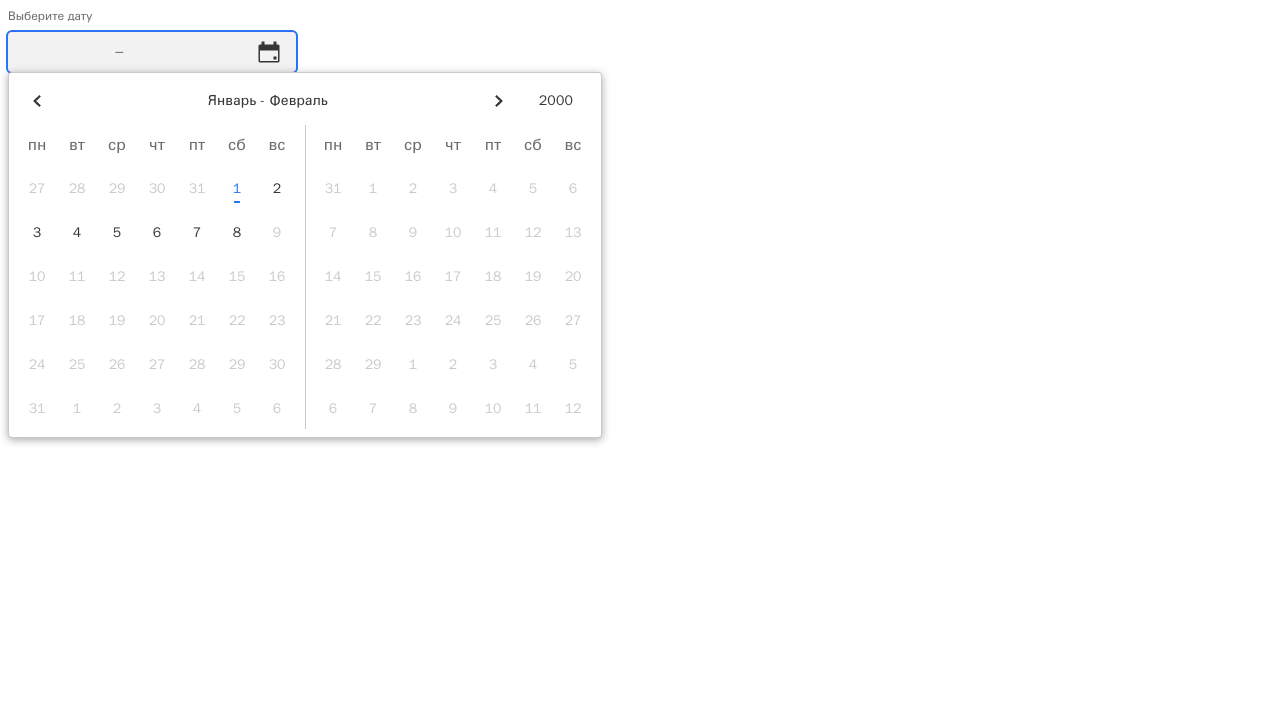 Выберите дату
–
Январь - Февраль 2000
пн вт ср чт пт сб вс пн вт ср чт пт сб вс
27 28 29 30 31 1 2 31 1 2 3 4 5 6
3 4 5 6 7 8 9 7 8 9 10 11 12 13
10 11 12 13 14 15 16 14 15 16 17 18 19 20
17 18 19 20 21 22 23 21 22 23 24 25 26 27
24 25 26 27 28 29 30 28 29 1 2 3 4 5
31 1 2 3 4 5 6 6 7 8 9 10 11 12